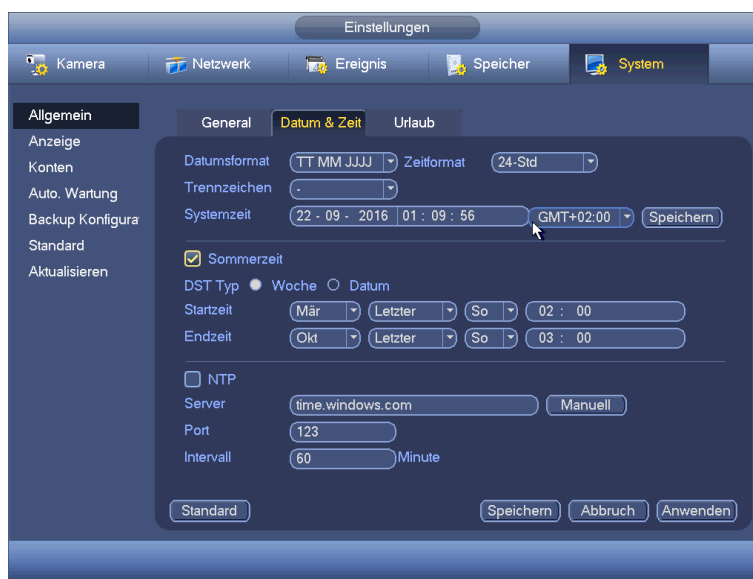 Einstellungen
Kamera Netzwerk Ereignis Speicher System
Allgemein
Anzeige
Konten
Auto. Wartung
Backup Konfigura
Standard
Aktualisieren
General Datum & Zeit Urlaub
Datumsformat TT MM JJJJ Zeitformat 24-Std
Trennzeichen -
Systemzeit 22 - 09 - 2016 01 : 09 : 56 GMT+02:00 Speichern
Sommerzeit
DST Typ Woche Datum
Startzeit Mär Letzter So 02 : 00
Endzeit Okt Letzter So 03 : 00
NTP
Server time.windows.com Manuell
Port 123
Intervall 60 Minute
Standard Speichern Abbruch Anwenden